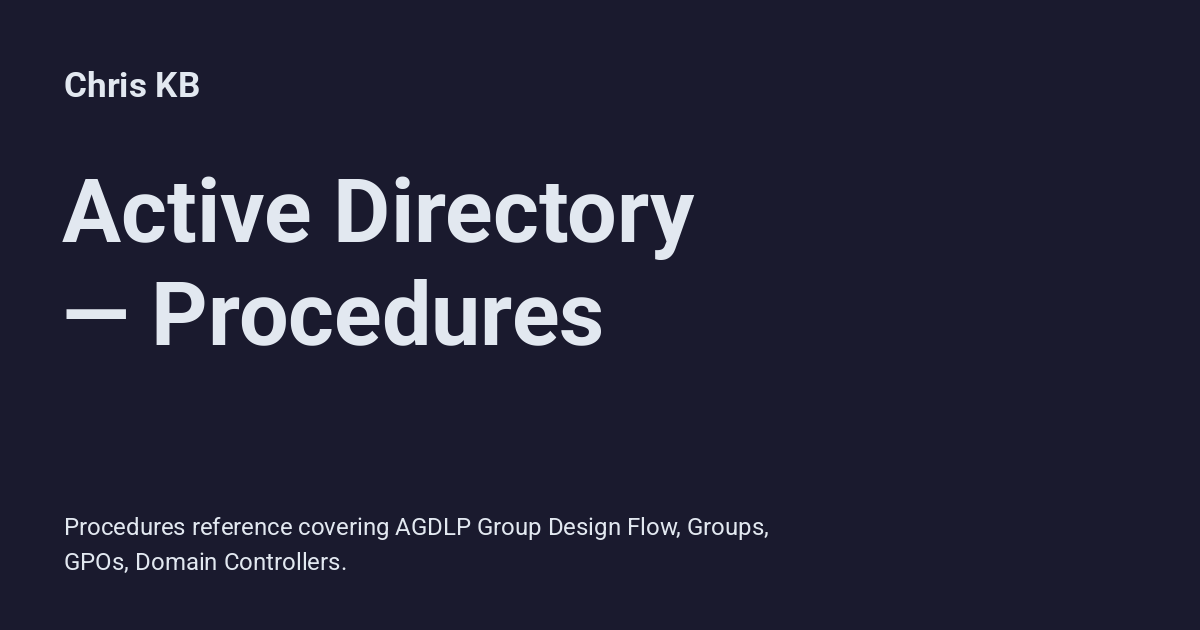 Chris KB
Active Directory
— Procedures
Procedures reference covering AGDLP Group Design Flow, Groups,
GPOs, Domain Controllers.